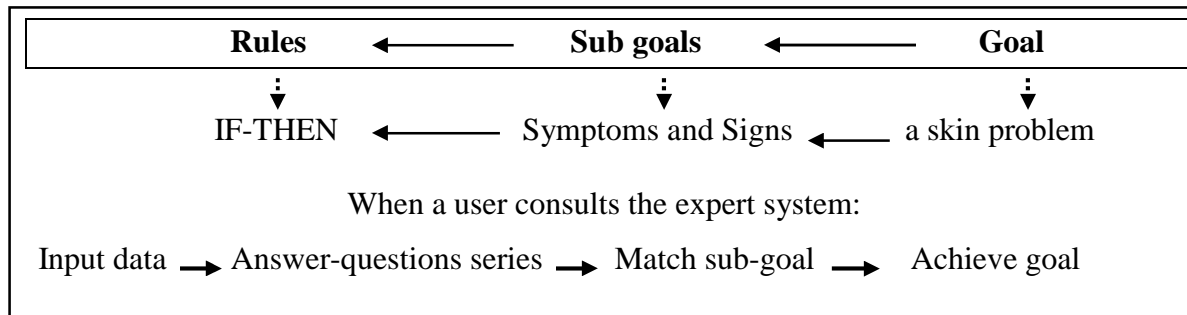 Rules Sub goals Goal
IF-THEN Symptoms and Signs a skin problem
When a user consults the expert system:
Input data Answer-questions series Match sub-goal Achieve goal